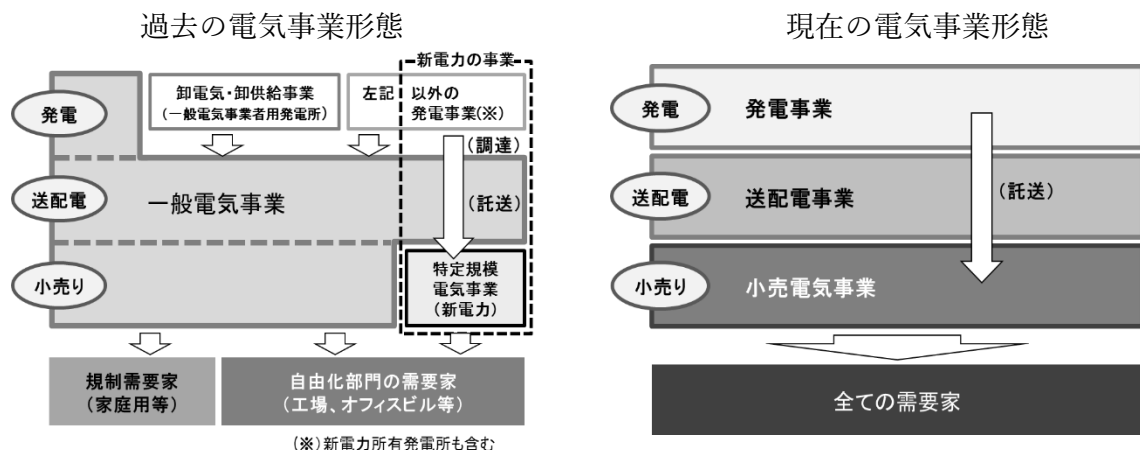 過去の電気事業形態
新電力の事業
発電
卸電気・卸供給事業
(一般電気事業者用発電所)
左記 以外の
発電事業(※)
(調達)
送配電
一般電気事業
(託送)
小売り
特定規模
電気事業
(新電力)
規制需要家
(家庭用等)
自由化部門の需要家
(工場、オフィスビル等)
(※)新電力所有発電所も含む
現在の電気事業形態
発電
発電事業
送配電
送配電事業
(託送)
小売り
小売電気事業
全ての需要家